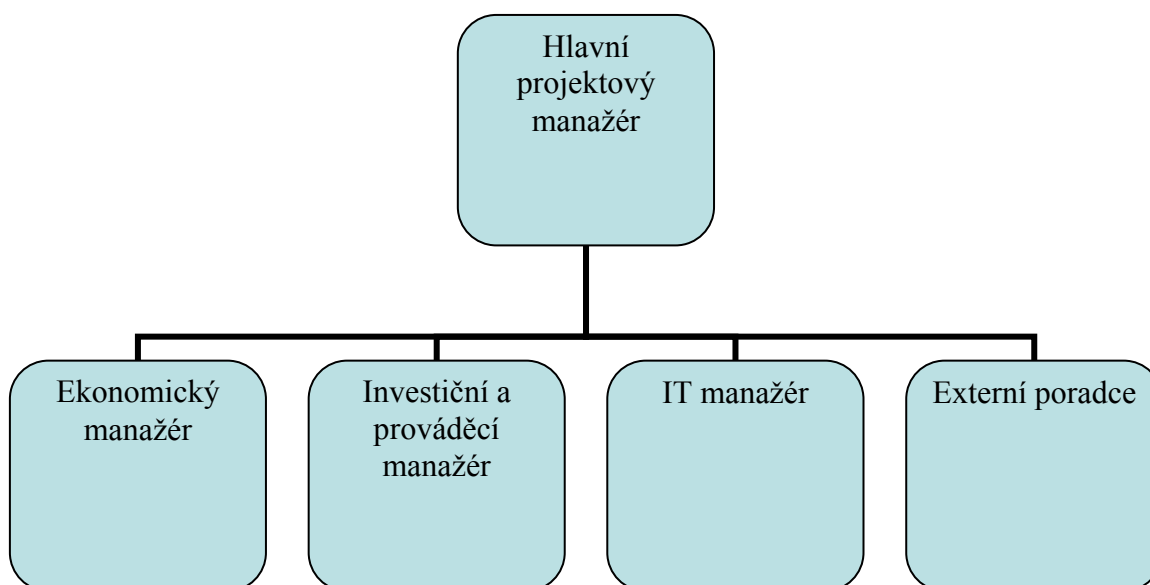 Hlavní
projektový
manažér
Ekonomický
manažér
Investiční a
prováděcí
manažér
IT manažér
Externí poradce